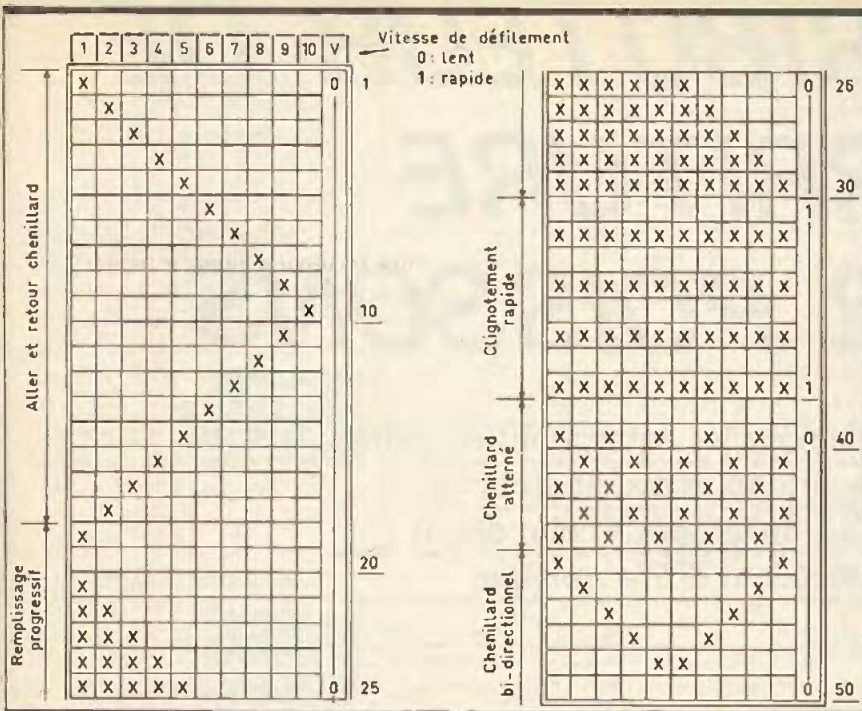 1 2 3 4 5 6 7 8 9 10 V
Vitesse de défilement
0: lent
1: rapide
Aller et retour chenillard
Remplissage
progressif
X 0 1
X
X
X
X
X
X
X
X
X 10
X
X
X
X
X
X
X
X
X
20
X
X X
X X X
X X X X
X X X X X 0 25
Clignotement
rapide
Chenillard
alterné
Chenillard
bi-directionnel
X X X X X X 0 26
X X X X X X X
X X X X X X X X
X X X X X X X X X
X X X X X X X X X X 30
1
X X X X X X X X X X
X X X X X X X X X X
X X X X X X X X X X
X X X X X X X X X X 1
X X X X X 0 40
X X X X X
X X X X X
X X X X X
X X X X X
X X
X X
X X
X X
X X
0 50